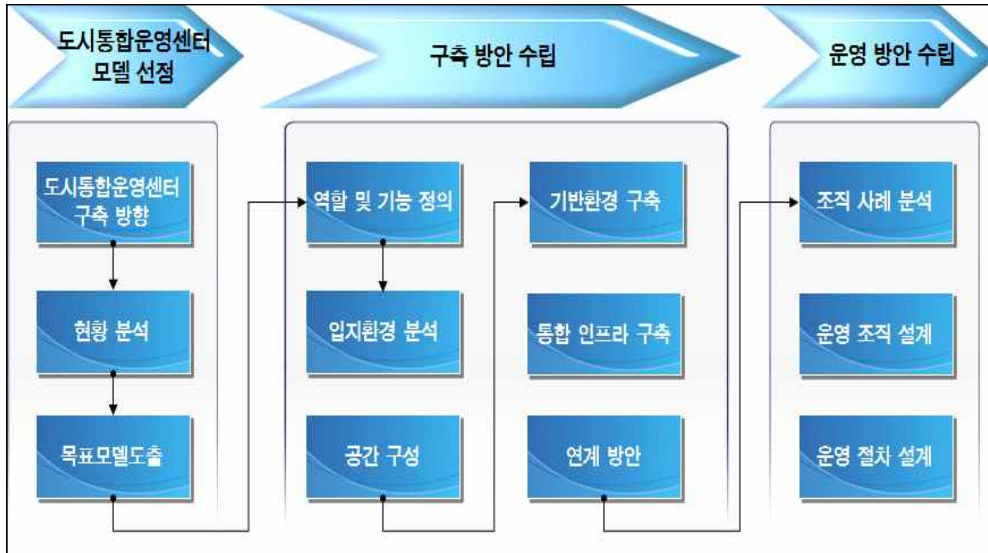 도시통합운영센터
모델 선정
구축 방안 수립
운영 방안 수립
도시통합운영센터
구축 방향
현황 분석
목표모델도출
역할 및 기능 정의
입지환경 분석
공간 구성
기반환경 구축
통합 인프라 구축
연계 방안
조직 사례 분석
운영 조직 설계
운영 절차 설계